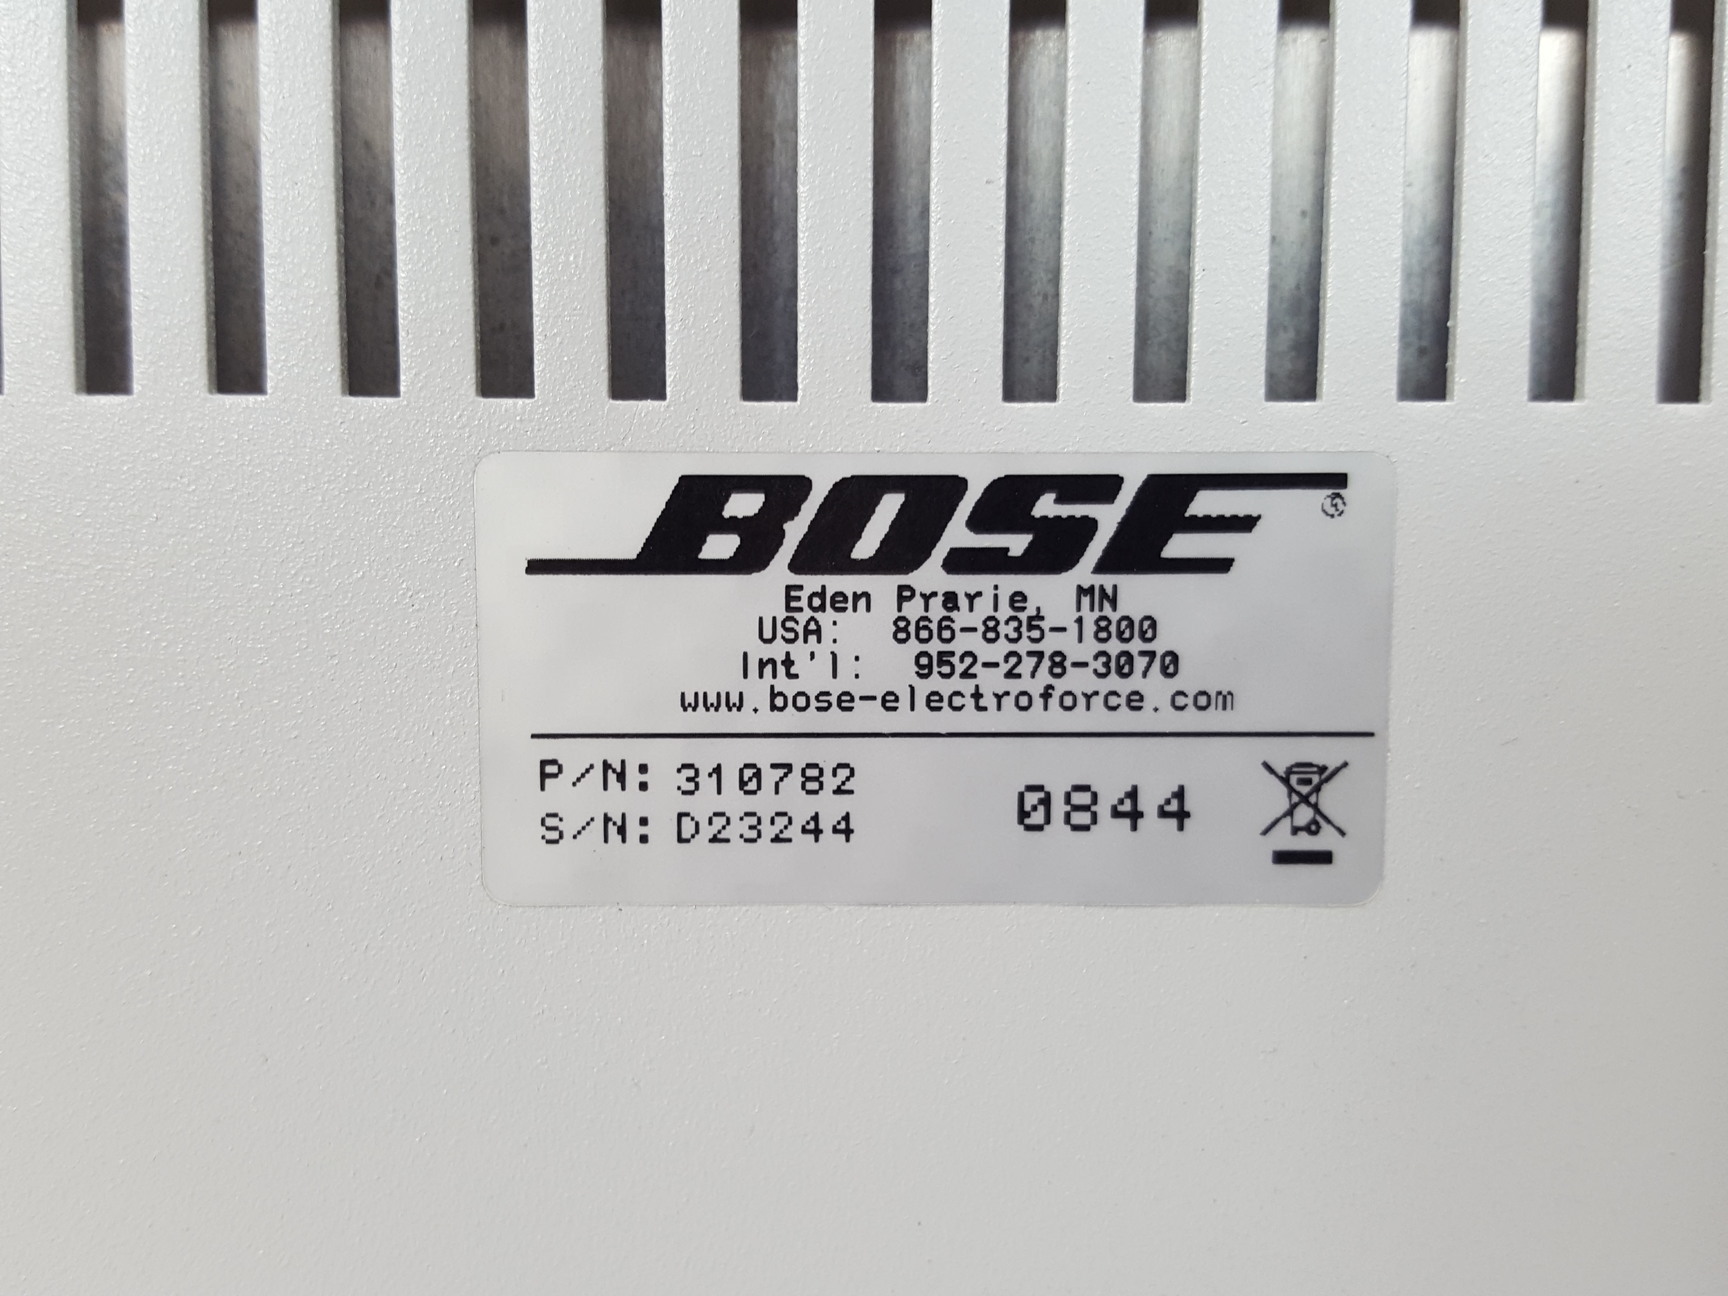 BOSE®
Eden Prarie, MN
USA: 866-835-1800
Int'l: 952-278-3070
www.bose-electroforce.com
P/N: 310782
S/N: D23244
0844